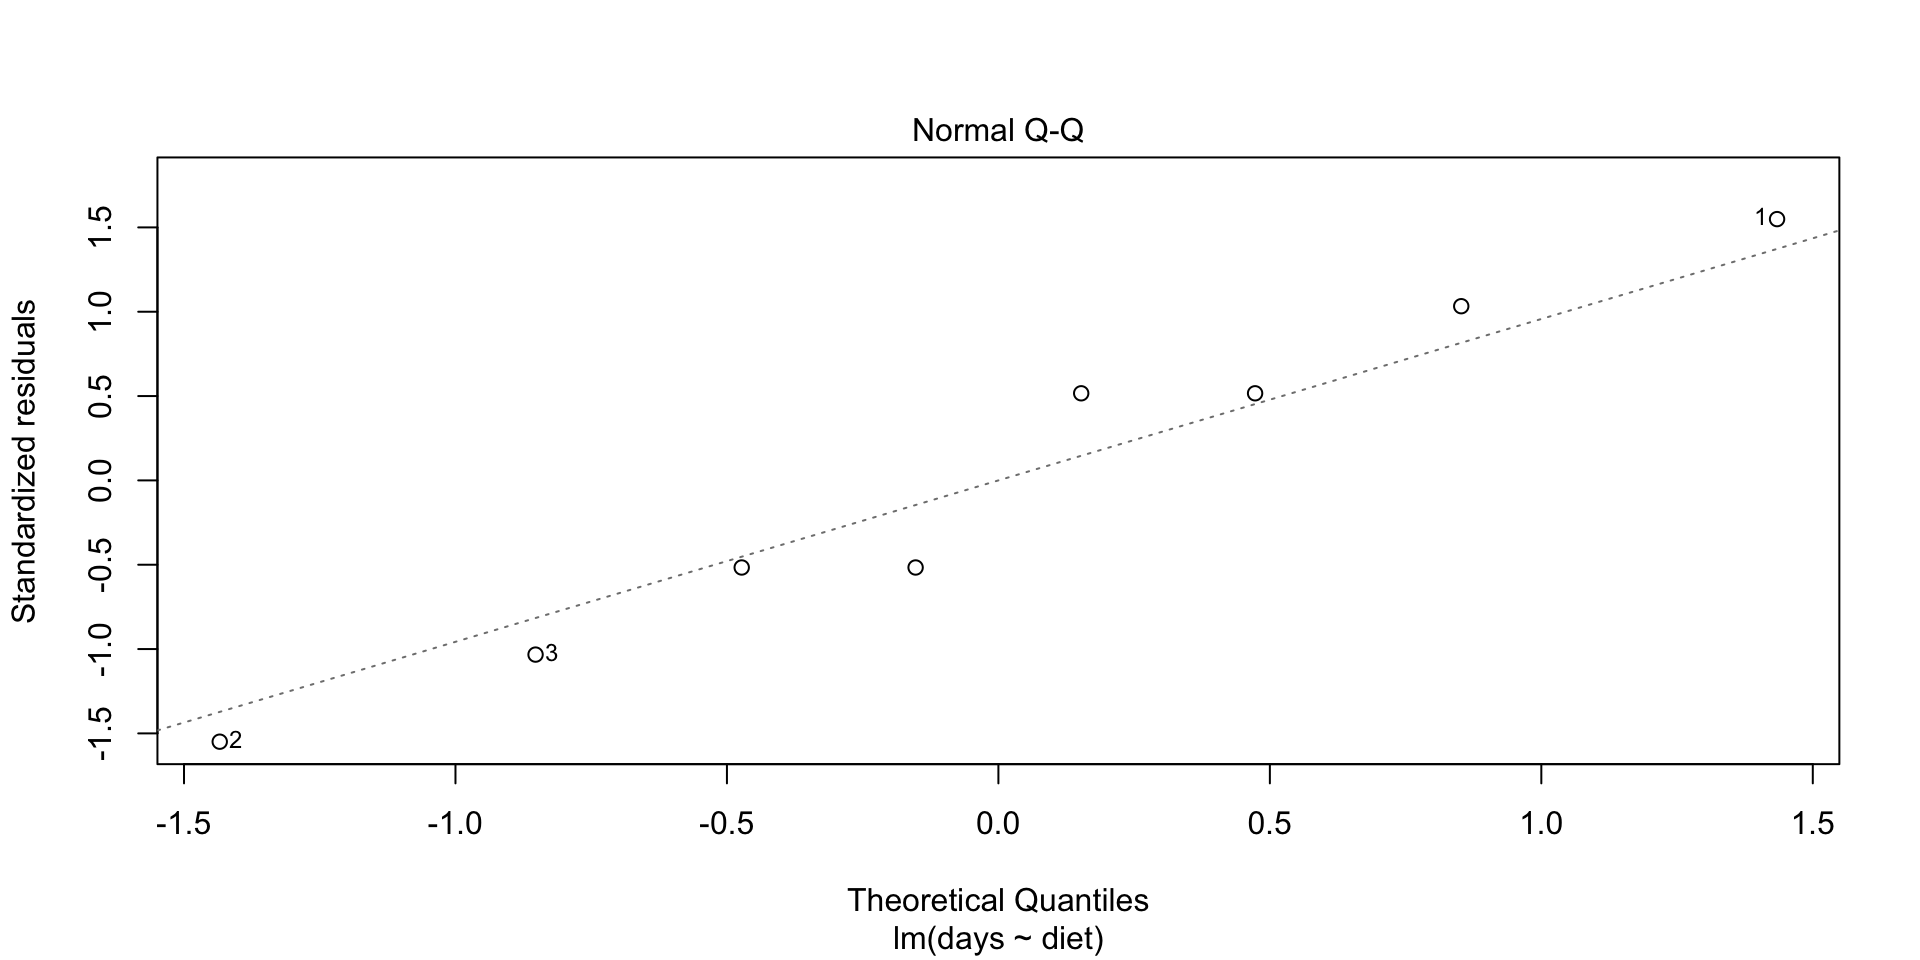 Normal Q-Q
Standardized residuals
1.5
1.0
0.5
0.0
-0.5
-1.0
-1.5
1
3
2
-1.5 -1.0 -0.5 0.0 0.5 1.0 1.5
Theoretical Quantiles
lm(days ~ diet)